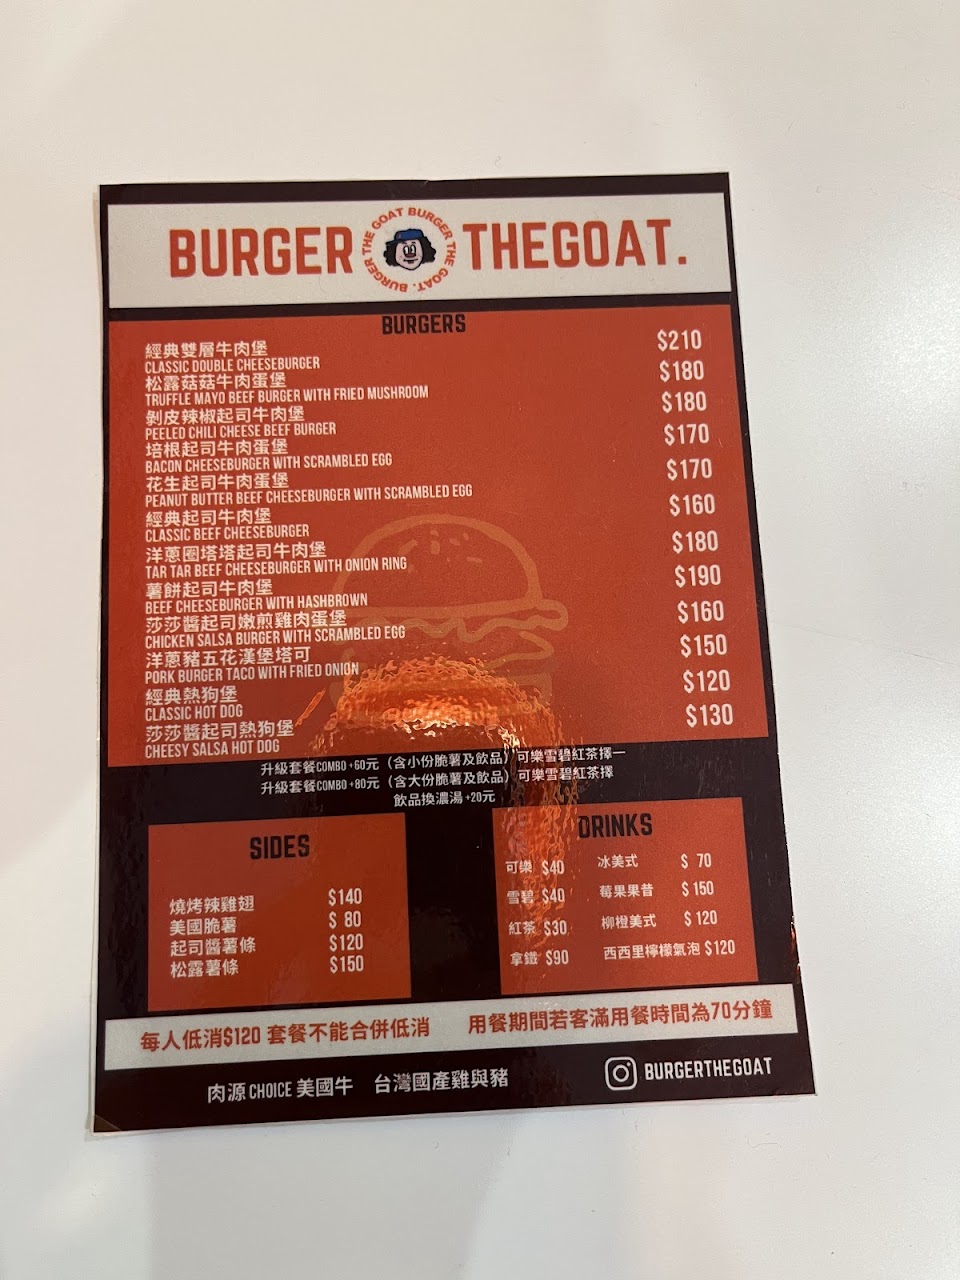 BURGER THEGOAT.
BURGER THE GOAT BURGER THE GOAT.
BURGERS
經典雙層牛肉堡 $210
CLASSIC DOUBLE CHEESEBURGER
松露菇菇牛肉蛋堡 $180
TRUFFLE MAYO BEEF BURGER WITH FRIED MUSHROOM
剝皮辣椒起司牛肉堡 $180
PEELED CHILI CHEESE BEEF BURGER
培根起司牛肉蛋堡 $170
BACON CHEESEBURGER WITH SCRAMBLED EGG
花生起司牛肉蛋堡 $170
PEANUT BUTTER BEEF CHEESEBURGER WITH SCRAMBLED EGG
經典起司牛肉堡 $160
CLASSIC BEEF CHEESEBURGER
洋蔥圈塔塔起司牛肉堡 $180
TAR TAR BEEF CHEESEBURGER WITH ONION RING
薯餅起司牛肉堡 $190
BEEF CHEESEBURGER WITH HASHBROWN
莎莎醬起司嫩煎雞肉蛋堡 $160
CHICKEN SALSA BURGER WITH SCRAMBLED EGG
洋蔥豬五花漢堡塔可 $150
PORK BURGER TACO WITH FRIED ONION
經典熱狗堡 $120
CLASSIC HOT DOG
莎莎醬起司熱狗堡 $130
CHEESY SALSA HOT DOG
升級套餐COMBO +60元（含小份脆薯及飲品）可樂雪碧紅茶擇一
升級套餐COMBO +80元（含大份脆薯及飲品）可樂雪碧紅茶擇
飲品換濃湯 +20元
SIDES
燒烤辣雞翅 $140
美國脆薯 $ 80
起司醬薯條 $120
松露薯條 $150
DRINKS
可樂 $40 冰美式 $ 70
雪碧 $40 莓果果昔 $ 150
紅茶 $30 柳橙美式 $ 120
拿鐵 $90 西西里檸檬氣泡 $120
每人低消$120 套餐不能合併低消 用餐期間若客滿用餐時間為70分鐘
肉源 CHOICE 美國牛 台灣國產雞與豬
BURGERTHEGOAT